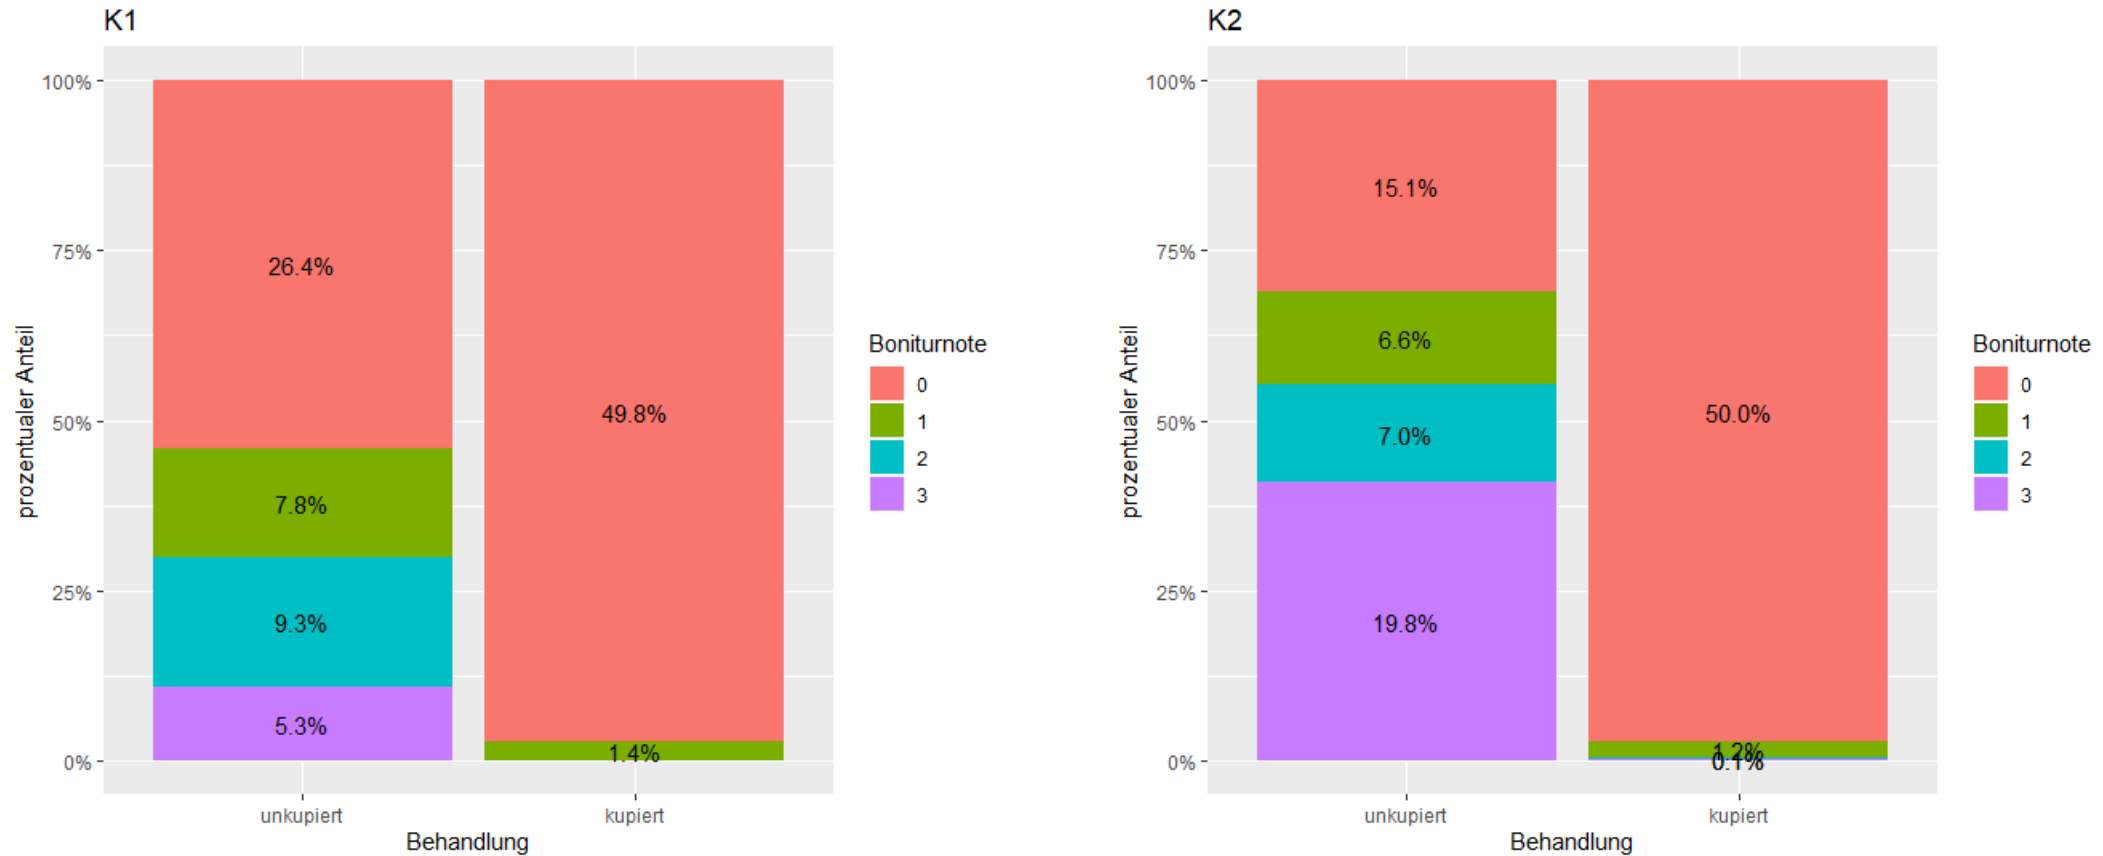 K1
100%
75%
50%
25%
0%
prozentualer Anteil
26.4%
7.8%
9.3%
5.3%
49.8%
1.4%
unkupiert
kupiert
Behandlung
Boniturnote
0
1
2
3
K2
100%
75%
50%
25%
0%
prozentualer Anteil
15.1%
6.6%
7.0%
19.8%
50.0%
1.2%
0.1%
unkupiert
kupiert
Behandlung
Boniturnote
0
1
2
3